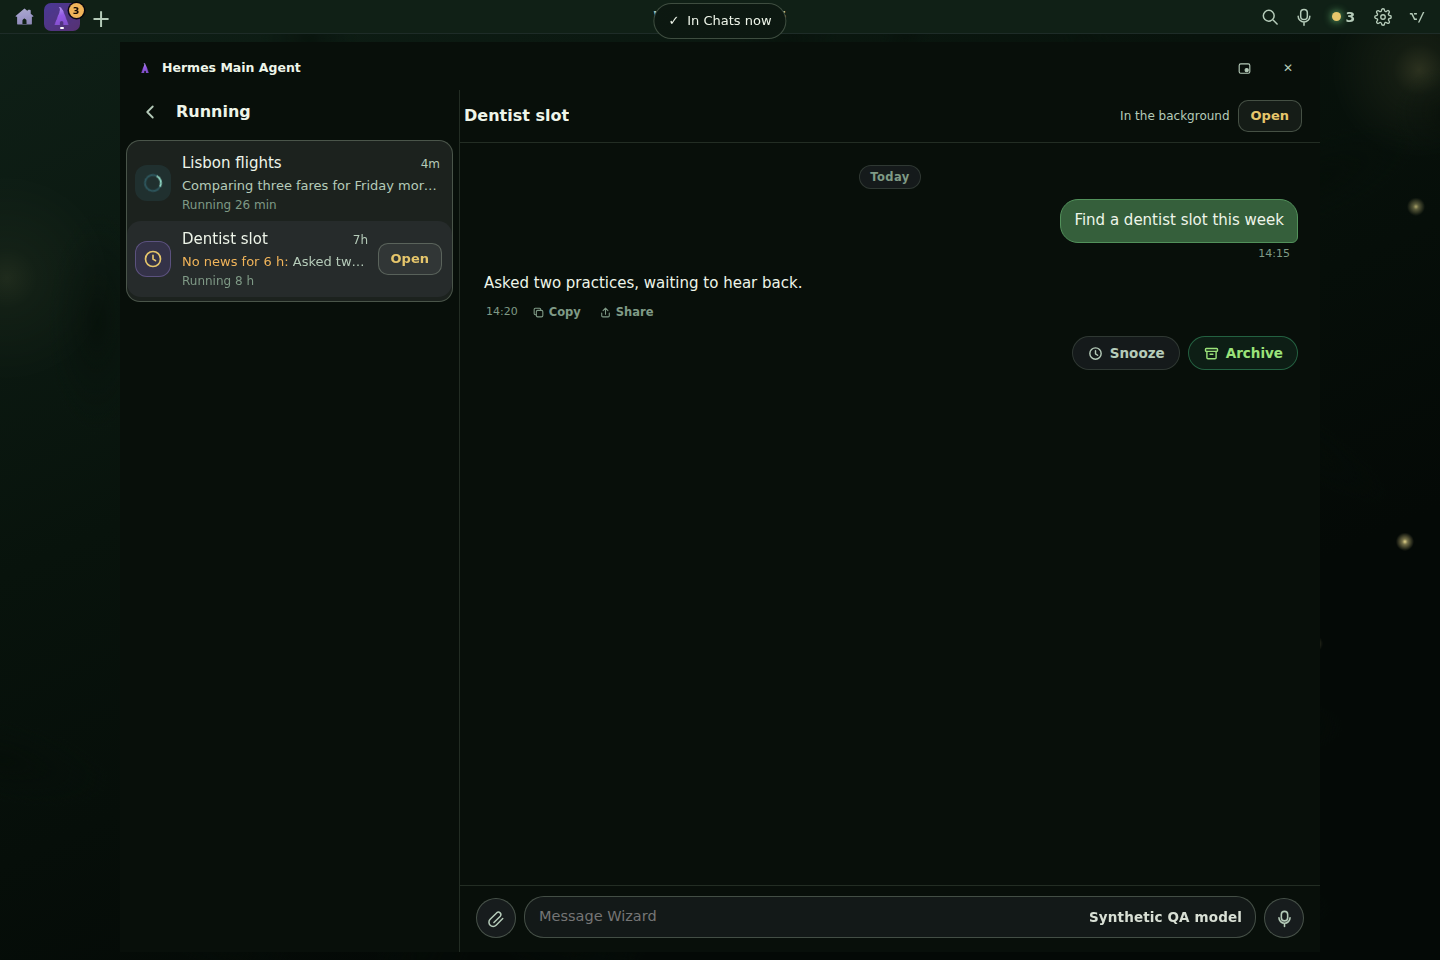 3
✓ In Chats now
3
⌥/
Hermes Main Agent
Running
Lisbon flights
4m
Comparing three fares for Friday mor…
Running 26 min
Dentist slot
7h
No news for 6 h: Asked tw…
Open
Running 8 h
Dentist slot
In the background
Open
Today
Find a dentist slot this week
14:15
Asked two practices, waiting to hear back.
14:20 Copy Share
Snooze
Archive
Message Wizard
Synthetic QA model